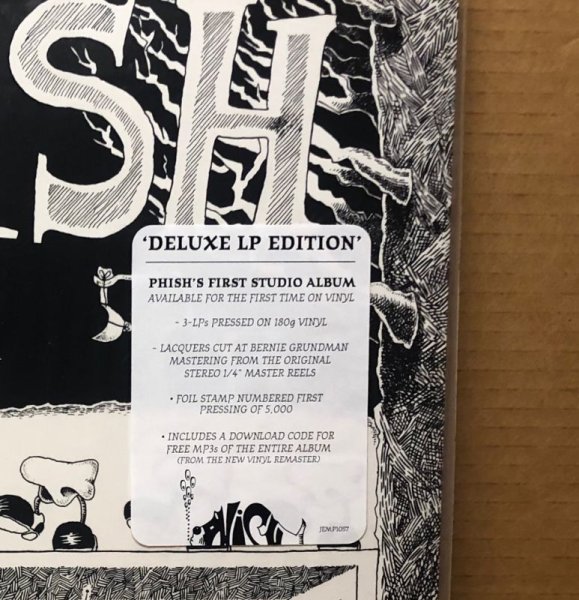 SH
'DELUXE LP EDITION'
PHISH'S FIRST STUDIO ALBUM
AVAILABLE FOR THE FIRST TIME ON VINYL
- 3-LPs PRESSED ON 180g VINYL
- LACQUERS CUT AT BERNIE GRUNDMAN
MASTERING FROM THE ORIGINAL
STEREO 1/4" MASTER REELS
• FOIL STAMP NUMBERED FIRST
PRESSING OF 5,000
• INCLUDES A DOWNLOAD CODE FOR
FREE MP3s OF THE ENTIRE ALBUM
(FROM THE NEW VINYL REMASTER)
PHISH
JEMP1057